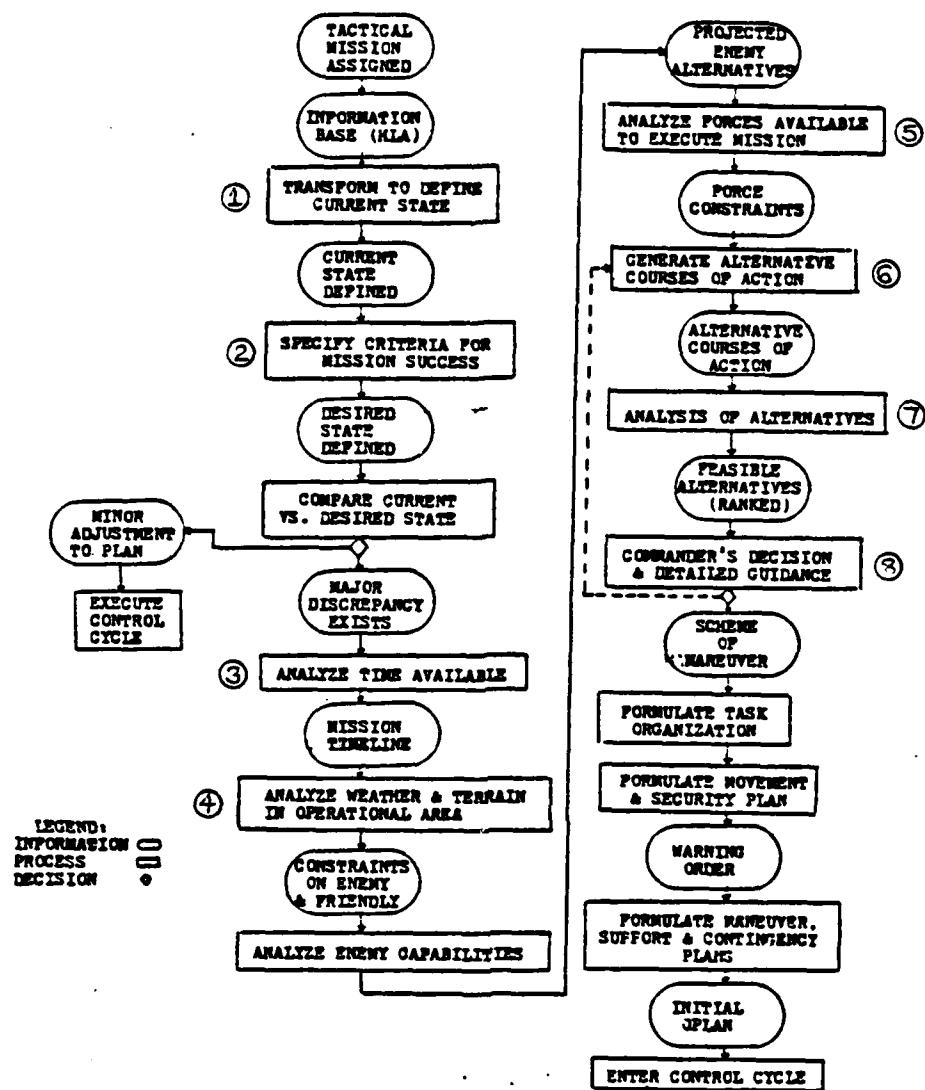 TACTICAL
MISSION
ASSIGNED
INFORMATION
BASE (KLA)
①
TRANSFORM TO DEFINE
CURRENT STATE
CURRENT
STATE
DEFINED
②
SPECIFY CRITERIA FOR
MISSION SUCCESS
DESIRED
STATE
DEFINED
COMPARE CURRENT
VS. DESIRED STATE
MINOR
ADJUSTMENT
TO PLAN
EXECUTE
CONTROL
CYCLE
MAJOR
DISCREPANCY
EXISTS
③
ANALYZE TIME AVAILABLE
MISSION
TIMELINE
④
ANALYZE WEATHER & TERRAIN
IN OPERATIONAL AREA
CONSTRAINTS
ON ENEMY
& FRIENDLY
ANALYZE ENEMY CAPABILITIES
LEGEND:
INFORMATION
PROCESS
DECISION
PROJECTED
ENEMY
ALTERNATIVES
ANALYZE FORCES AVAILABLE
TO EXECUTE MISSION
⑤
FORCE
CONSTRAINTS
GENERATE ALTERNATIVE
COURSES OF ACTION
⑥
ALTERNATIVE
COURSES OF
ACTION
ANALYSIS OF ALTERNATIVES
⑦
FEASIBLE
ALTERNATIVES
(RANKED)
COMMANDER'S DECISION
& DETAILED GUIDANCE
⑧
SCHEME
OF
MANEUVER
FORMULATE TASK
ORGANIZATION
FORMULATE MOVEMENT
& SECURITY PLAN
WARNING
ORDER
FORMULATE MANEUVER,
SUPPORT & CONTINGENCY
PLANS
INITIAL
OPLAN
ENTER CONTROL CYCLE